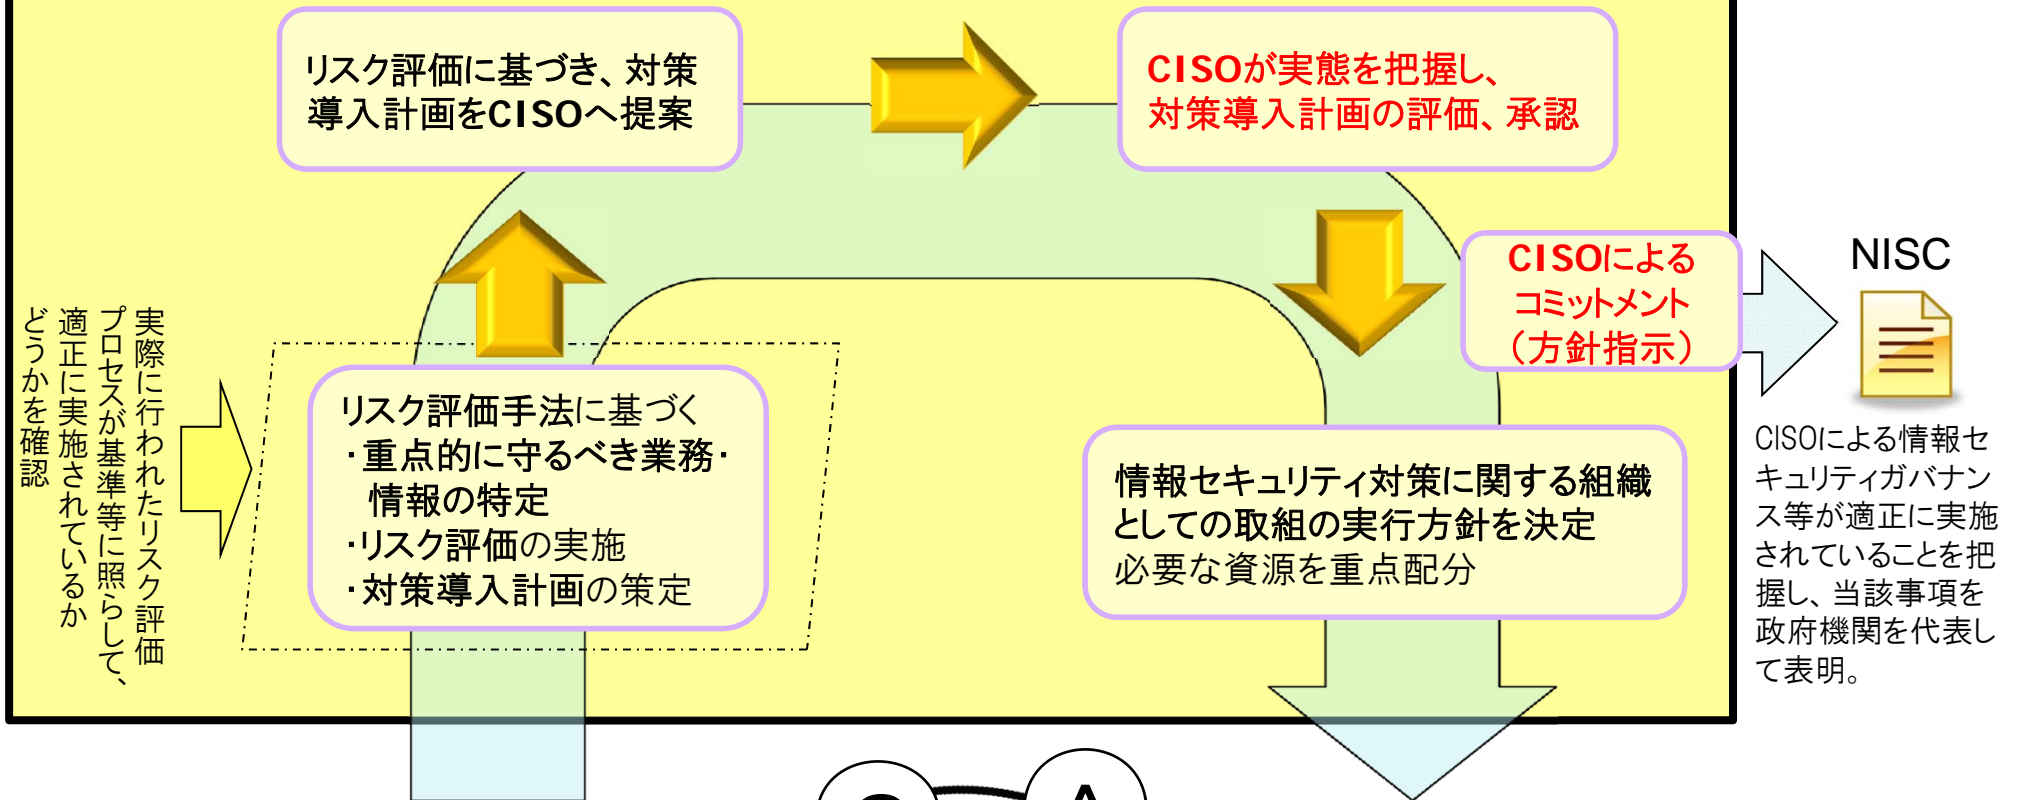 リスク評価に基づき、対策
導入計画をCISOへ提案
CISOが実態を把握し、
対策導入計画の評価、承認
CISOによる
コミットメント
（方針指示）
NISC
実際に行われたリスク評価
プロセスが基準等に照らして、
適正に実施されているか
どうかを確認
リスク評価手法に基づく
・重点的に守るべき業務・
情報の特定
・リスク評価の実施
・対策導入計画の策定
情報セキュリティ対策に関する組織
としての取組の実行方針を決定
必要な資源を重点配分
CISOによる情報セ
キュリティガバナン
ス等が適正に実施
されていることを把
握し、当該事項を
政府機関を代表し
て表明。